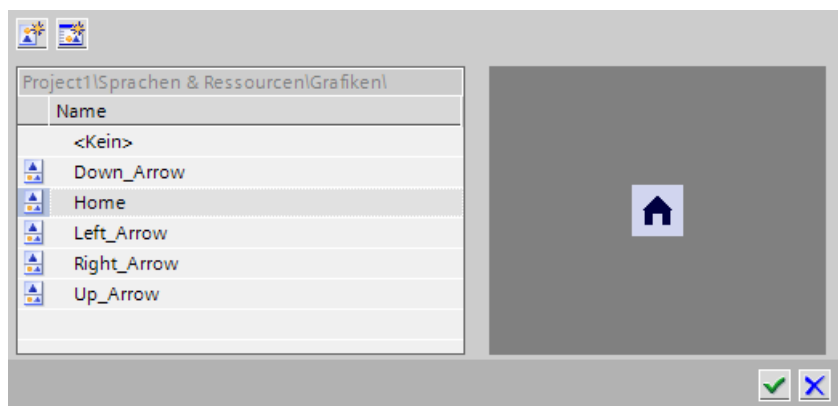 Project1\Sprachen & Ressourcen\Grafiken\
Name
<Kein>
Down_Arrow
Home
Left_Arrow
Right_Arrow
Up_Arrow